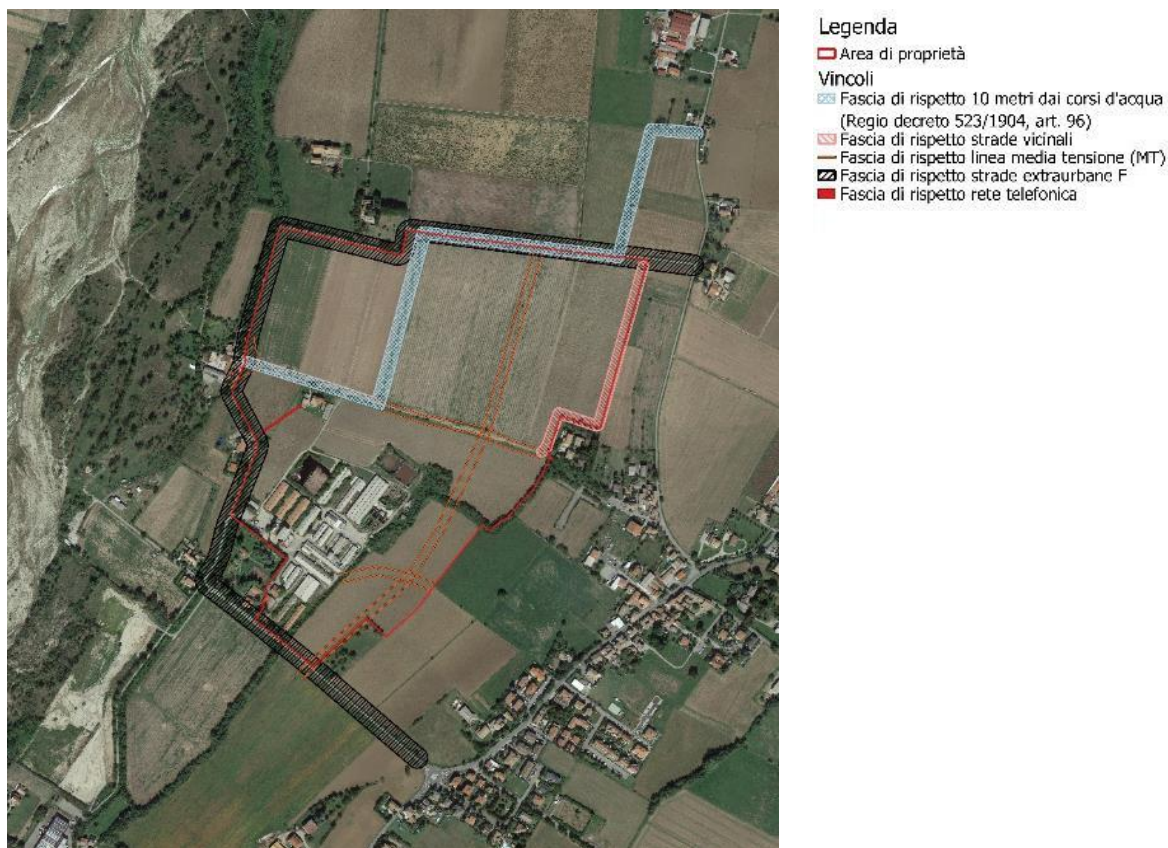 Legenda
Area di proprietà
Vincoli
Fascia di rispetto 10 metri dai corsi d'acqua
(Regio decreto 523/1904, art. 96)
Fascia di rispetto strade vicinali
Fascia di rispetto linea media tensione (MT)
Fascia di rispetto strade extraurbane F
Fascia di rispetto rete telefonica